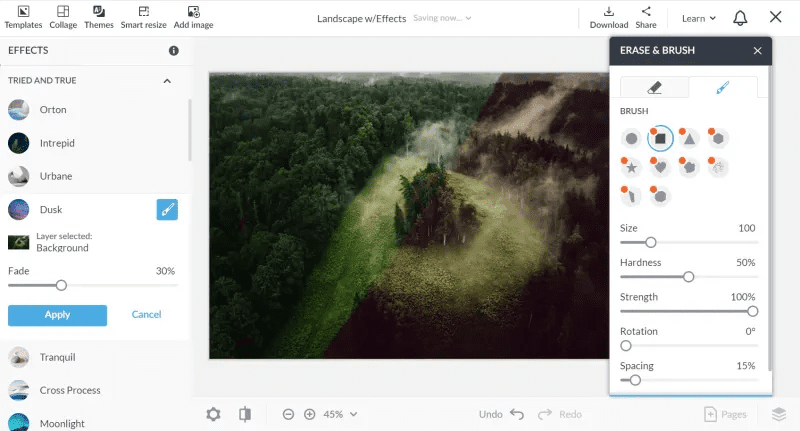 Templates
Collage
Themes
Smart resize
Add image
Landscape w/Effects
Saving now...
Download
Share
Learn
EFFECTS
TRIED AND TRUE
Orton
Intrepid
Urbane
Dusk
Layer selected:
Background
Fade 30%
Apply Cancel
Tranquil
Cross Process
Moonlight
45%
Undo
Redo
Pages
ERASE & BRUSH
BRUSH
Size 100
Hardness 50%
Strength 100%
Rotation 0°
Spacing 15%